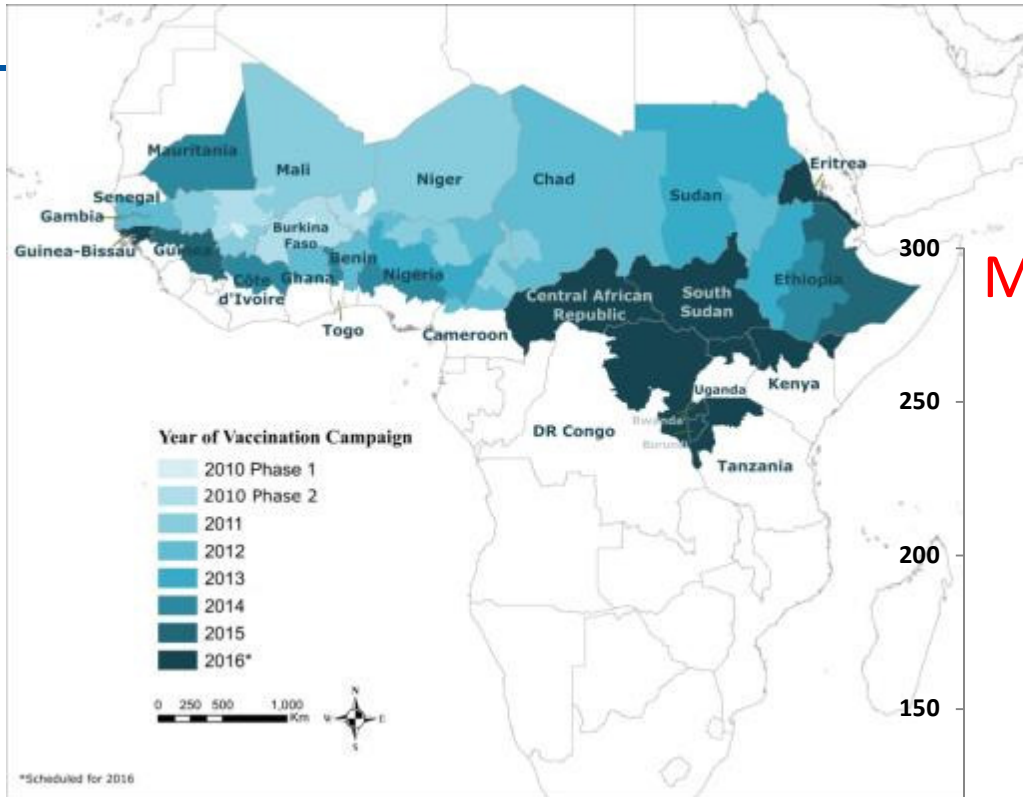 Mauritania
Mali
Niger
Chad
Sudan
Eritrea
Senegal
Gambia
Guinea-Bissau
Guinea
Burkina
Faso
Benin
Nigeria
Ethiopia
Côte
d'Ivoire
Ghana
Togo
Cameroon
Central African
Republic
South
Sudan
Uganda
Kenya
Rwanda
Burundi
DR Congo
Tanzania
Year of Vaccination Campaign
2010 Phase 1
2010 Phase 2
2011
2012
2013
2014
2015
2016*
0 250 500 1,000
Km
N
W E
S
*Scheduled for 2016
300
250
200
150
M